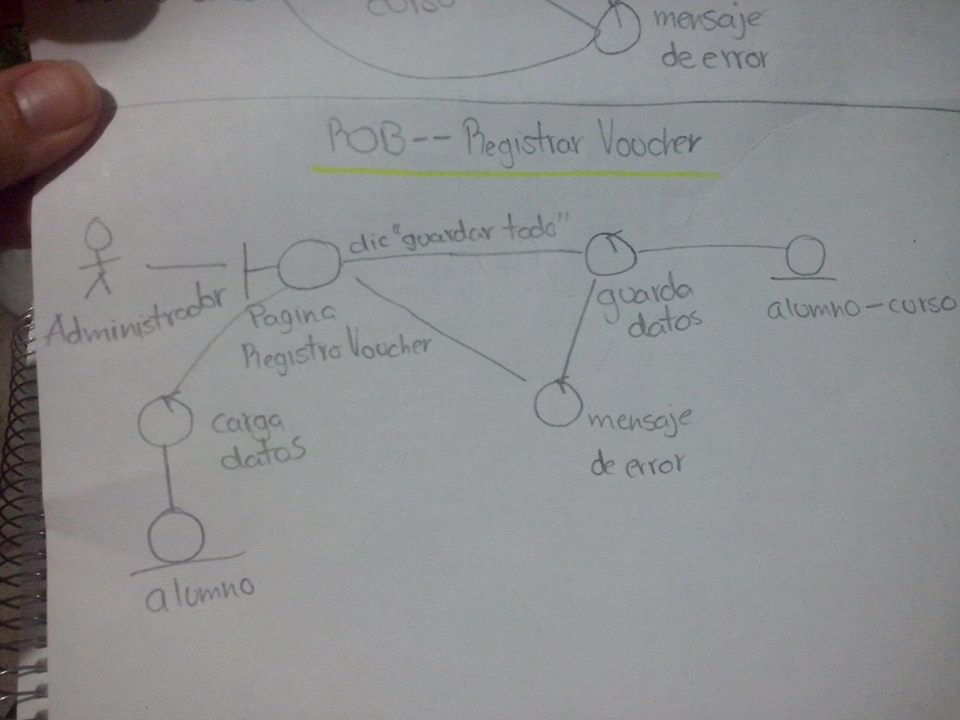 curso
mensaje
de error
ROB-- Registrar Voucher
clic "guardar todo"
Administrador
Pagina
Registro Voucher
guarda
datos
alumno-curso
carga
datos
mensaje
de error
alumno